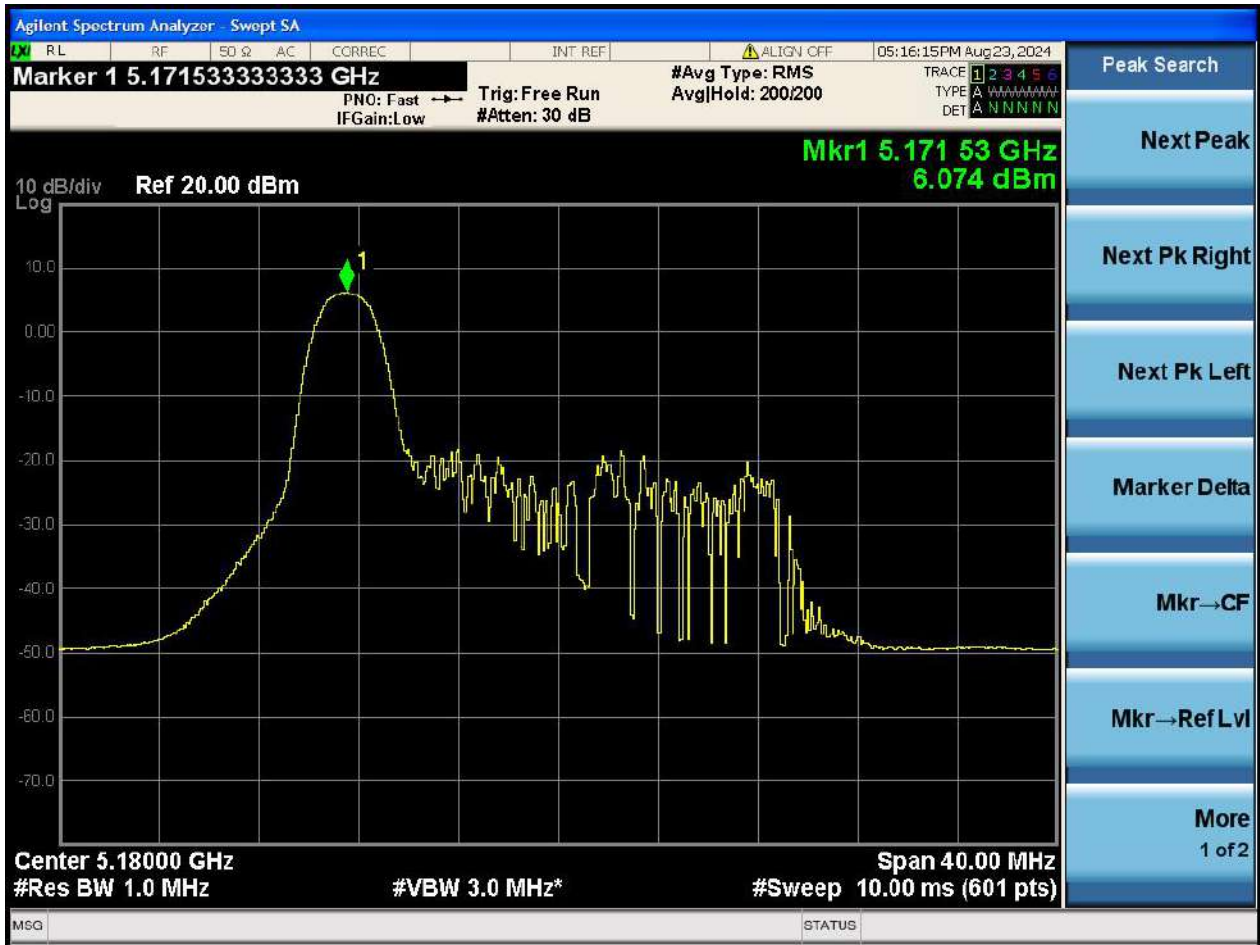 Agilent Spectrum Analyzer - Swept SA
LXI RL RF 50 Ω AC CORREC INT REF ALIGN OFF 05:16:15PM Aug23, 2024
Marker 1 5.171533333333 GHz
PNO: Fast
IFGain:Low
Trig: Free Run
#Atten: 30 dB
#Avg Type: RMS
Avg|Hold: 200/200
TRACE 1 2 3 4 5 6
TYPE A WWWWW
DET A N N N N N
Mkr1 5.171 53 GHz
6.074 dBm
10 dB/div Ref 20.00 dBm
Log
10.0
0.00
-10.0
-20.0
-30.0
-40.0
-50.0
-60.0
-70.0
1
Center 5.18000 GHz Span 40.00 MHz
#Res BW 1.0 MHz #VBW 3.0 MHz* #Sweep 10.00 ms (601 pts)
MSG STATUS
Peak Search
Next Peak
Next Pk Right
Next Pk Left
Marker Delta
Mkr→CF
Mkr→Ref Lvl
More
1 of 2